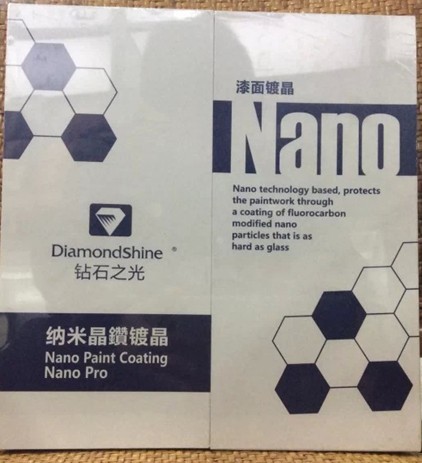 DiamondShine ®
钻石之光
纳米晶鑽镀晶
Nano Paint Coating
Nano Pro
漆面镀晶
Nano
Nano technology based, protects
the paintwork through
a coating of fluorocarbon
modified nano
particles that is as
hard as glass